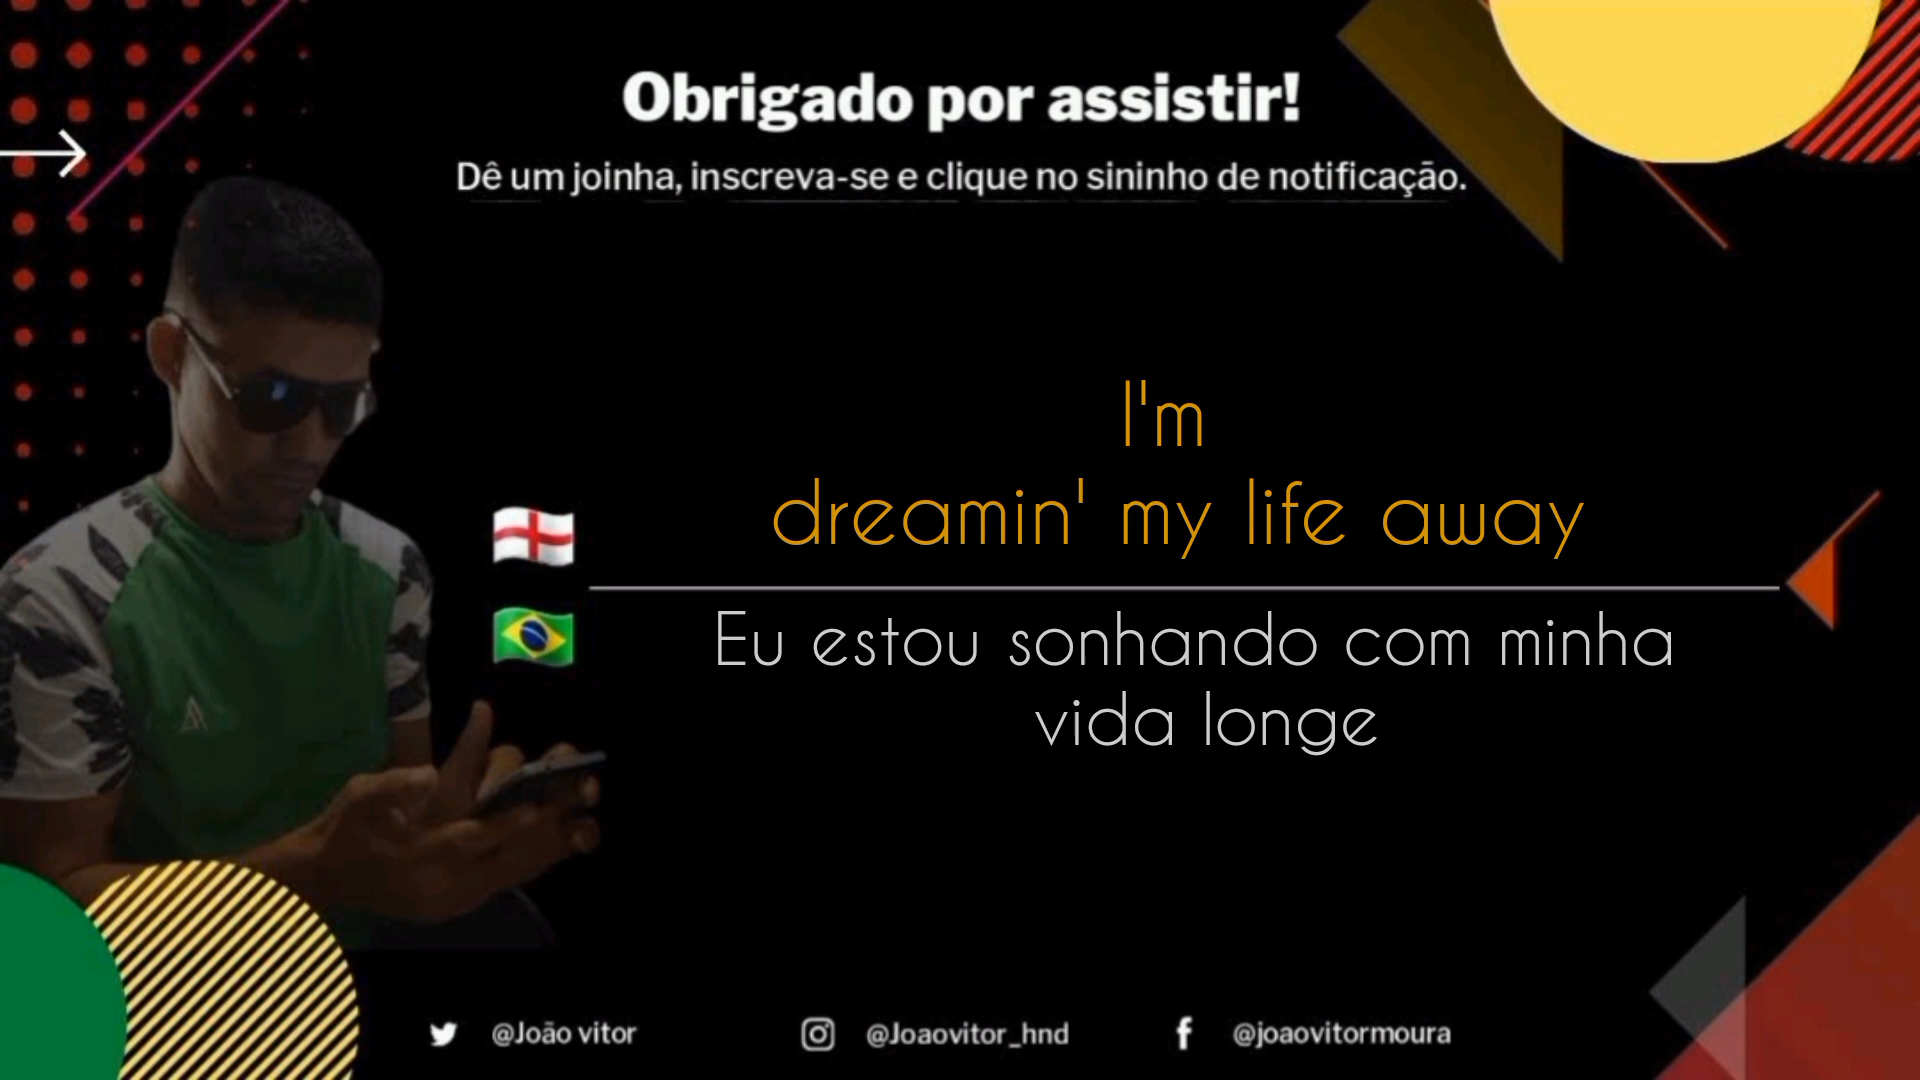 Obrigado por assistir!
Dê um joinha, inscreva-se e clique no sininho de notificação.
I'm
dreamin' my life away
Eu estou sonhando com minha
vida longe
@João vitor
@Joaovitor_hnd
@joaovitormoura